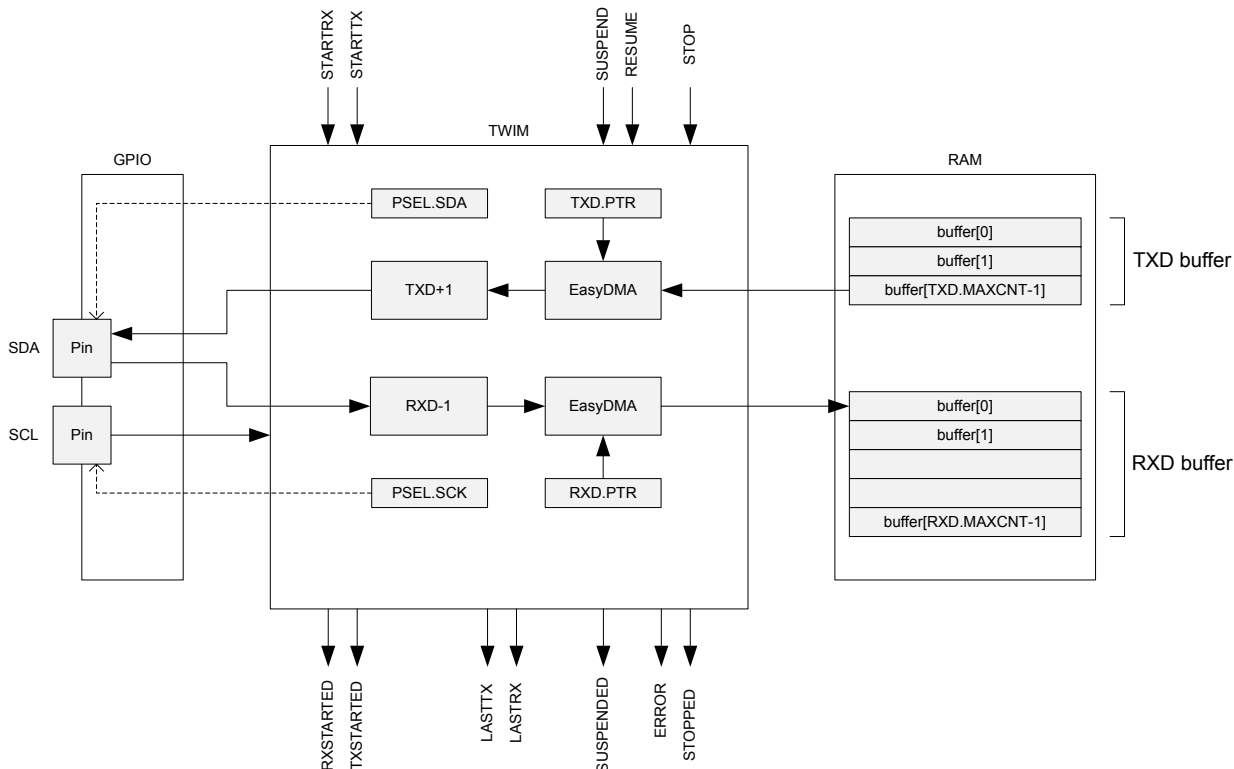 STARTRX
STARTTX
SUSPEND
RESUME
STOP
TWIM
GPIO
RAM
PSEL.SDA
TXD.PTR
buffer[0]
buffer[1]
buffer[TXD.MAXCNT-1]
TXD buffer
TXD+1
EasyDMA
SDA
Pin
RXD-1
EasyDMA
buffer[0]
buffer[1]
buffer[RXD.MAXCNT-1]
RXD buffer
SCL
Pin
PSEL.SCK
RXD.PTR
RXSTARTED
TXSTARTED
LASTTX
LASTRX
SUSPENDED
ERROR
STOPPED